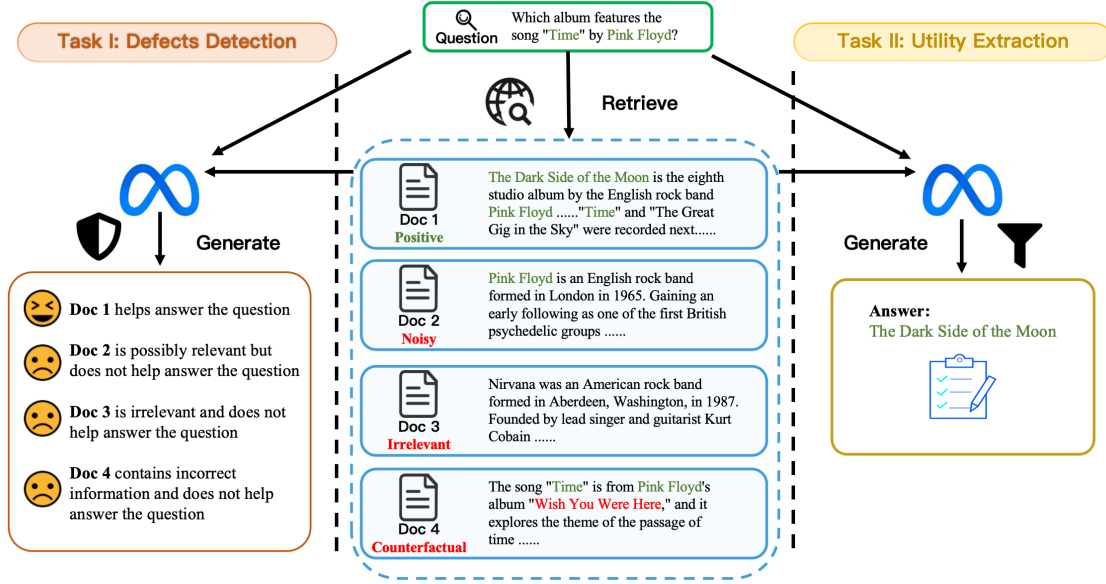 Task I: Defects Detection
Question
Which album features the
song "Time" by Pink Floyd?
Task II: Utility Extraction
Retrieve
Generate
Doc 1 helps answer the question
Doc 2 is possibly relevant but
does not help answer the question
Doc 3 is irrelevant and does not
help answer the question
Doc 4 contains incorrect
information and does not help
answer the question
Doc 1
Positive
The Dark Side of the Moon is the eighth
studio album by the English rock band
Pink Floyd ......"Time" and "The Great
Gig in the Sky" were recorded next......
Doc 2
Noisy
Pink Floyd is an English rock band
formed in London in 1965. Gaining an
early following as one of the first British
psychedelic groups ......
Doc 3
Irrelevant
Nirvana was an American rock band
formed in Aberdeen, Washington, in 1987.
Founded by lead singer and guitarist Kurt
Cobain ......
Doc 4
Counterfactual
The song "Time" is from Pink Floyd's
album "Wish You Were Here," and it
explores the theme of the passage of
time ......
Generate
Answer:
The Dark Side of the Moon